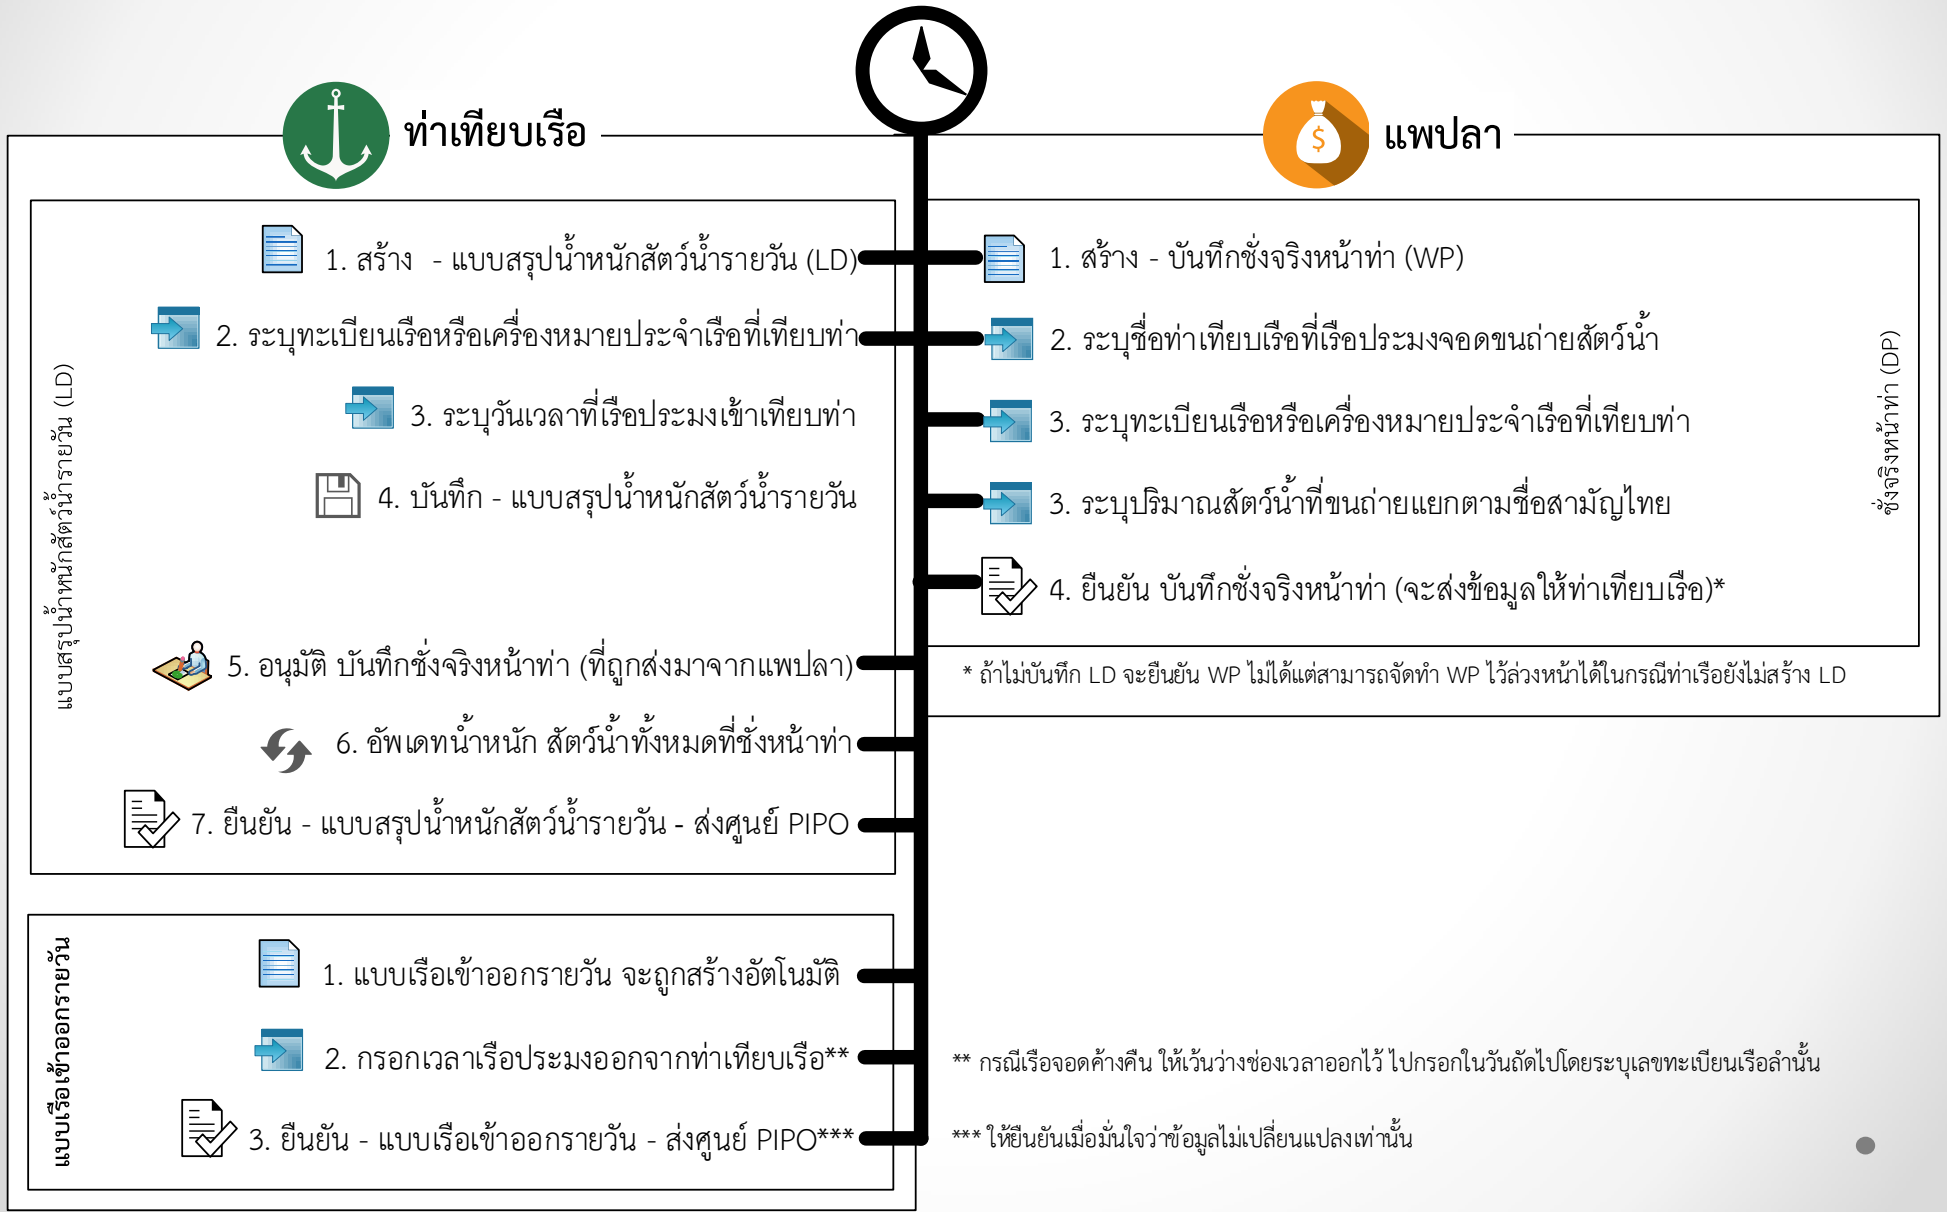 ท่าเทียบเรือ
แบบสรุปน้ำหนักสัตว์น้ำรายวัน (LD)
1. สร้าง - แบบสรุปน้ำหนักสัตว์น้ำรายวัน (LD)
2. ระบุทะเบียนเรือหรือเครื่องหมายประจำเรือที่เทียบท่า
3. ระบุวันเวลาที่เรือประมงเข้าเทียบท่า
4. บันทึก - แบบสรุปน้ำหนักสัตว์น้ำรายวัน
5. อนุมัติ บันทึกชั่งจริงหน้าท่า (ที่ถูกส่งมาจากแพปลา)
6. อัพเดทน้ำหนัก สัตว์น้ำทั้งหมดที่ชั่งหน้าท่า
7. ยืนยัน - แบบสรุปน้ำหนักสัตว์น้ำรายวัน - ส่งศูนย์ PIPO
แบบเรือเข้าออกรายวัน
1. แบบเรือเข้าออกรายวัน จะถูกสร้างอัตโนมัติ
2. กรอกเวลาเรือประมงออกจากท่าเทียบเรือ**
3. ยืนยัน - แบบเรือเข้าออกรายวัน - ส่งศูนย์ PIPO***
แพปลา
$
1. สร้าง - บันทึกชั่งจริงหน้าท่า (WP)
2. ระบุชื่อท่าเทียบเรือที่เรือประมงจอดขนถ่ายสัตว์น้ำ
3. ระบุทะเบียนเรือหรือเครื่องหมายประจำเรือที่เทียบท่า
3. ระบุปริมาณสัตว์น้ำที่ขนถ่ายแยกตามชื่อสามัญไทย
4. ยืนยัน บันทึกชั่งจริงหน้าท่า (จะส่งข้อมูลให้ท่าเทียบเรือ)*
ชั่งจริงหน้าท่า (DP)
* ถ้าไม่บันทึก LD จะยืนยัน WP ไม่ได้แต่สามารถจัดทำ WP ไว้ล่วงหน้าได้ในกรณีท่าเรือยังไม่สร้าง LD
** กรณีเรือจอดค้างคืน ให้เว้นว่างช่องเวลาออกไว้ ไปกรอกในวันถัดไปโดยระบุเลขทะเบียนเรือลำนั้น
*** ให้ยืนยันเมื่อมั่นใจว่าข้อมูลไม่เปลี่ยนแปลงเท่านั้น